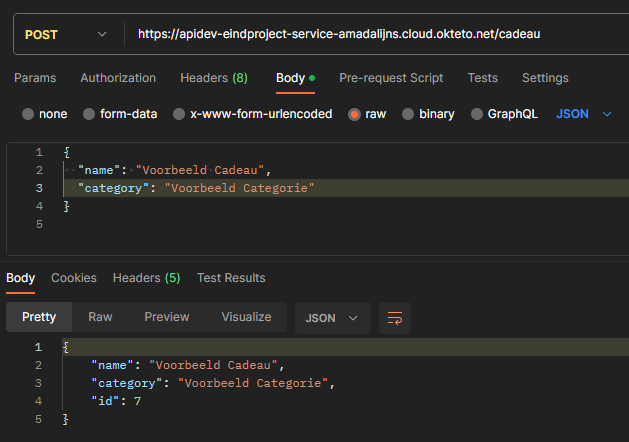 POST https://apidev-eindproject-service-amadalijns.cloud.okteto.net/cadeau
Params Authorization Headers (8) Body Pre-request Script Tests Settings
none form-data x-www-form-urlencoded raw binary GraphQL JSON
1 {
2 "name": "Voorbeeld Cadeau",
3 "category": "Voorbeeld Categorie"
4 }
5
Body Cookies Headers (5) Test Results
Pretty Raw Preview Visualize JSON
1 {
2 "name": "Voorbeeld Cadeau",
3 "category": "Voorbeeld Categorie",
4 "id": 7
5 }